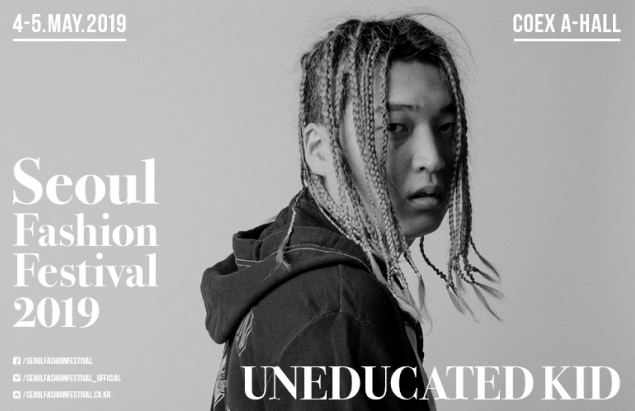 4-5.MAY.2019
COEX A-HALL
Seoul
Fashion
Festival
2019
/SEOULFASHIONFESTIVAL
/SEOULFASHIONFESTIVAL_OFFICIAL
/SEOULFASHIONFESTIVAL.CO.KR
UNEDUCATED KID